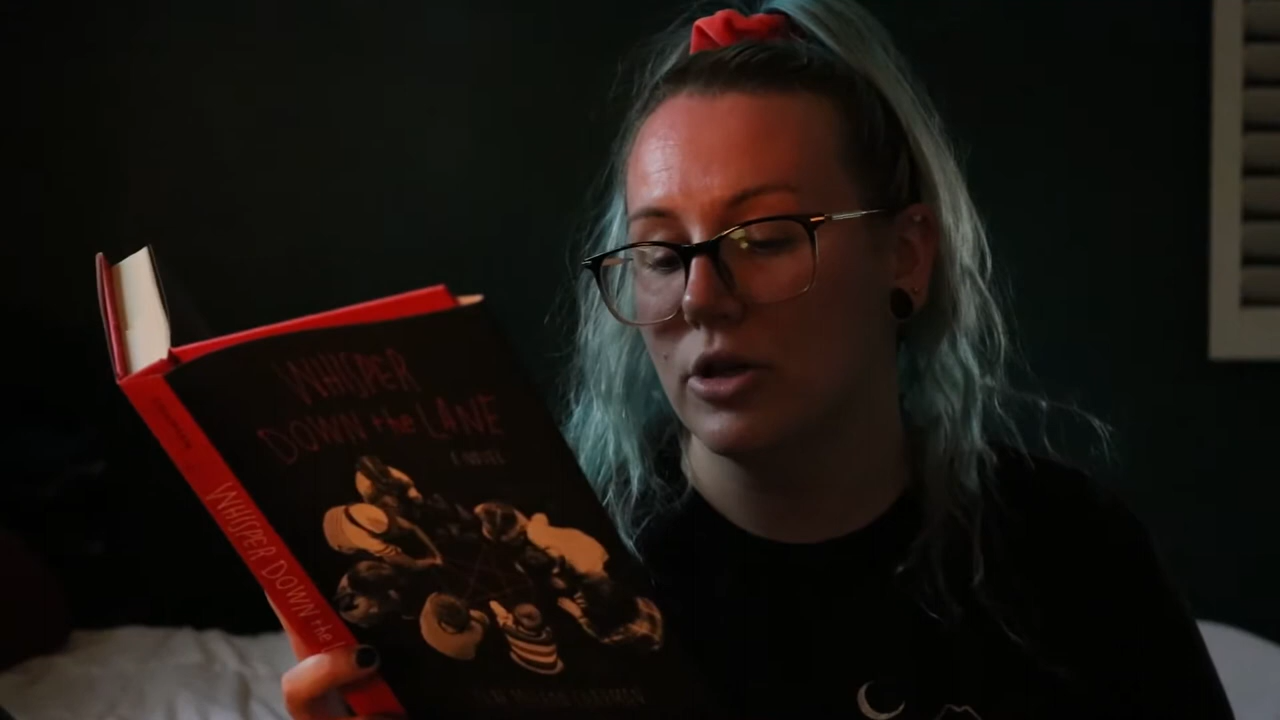 WHISPER
DOWN the LANE
A NOVEL
WHISPER DOWN the